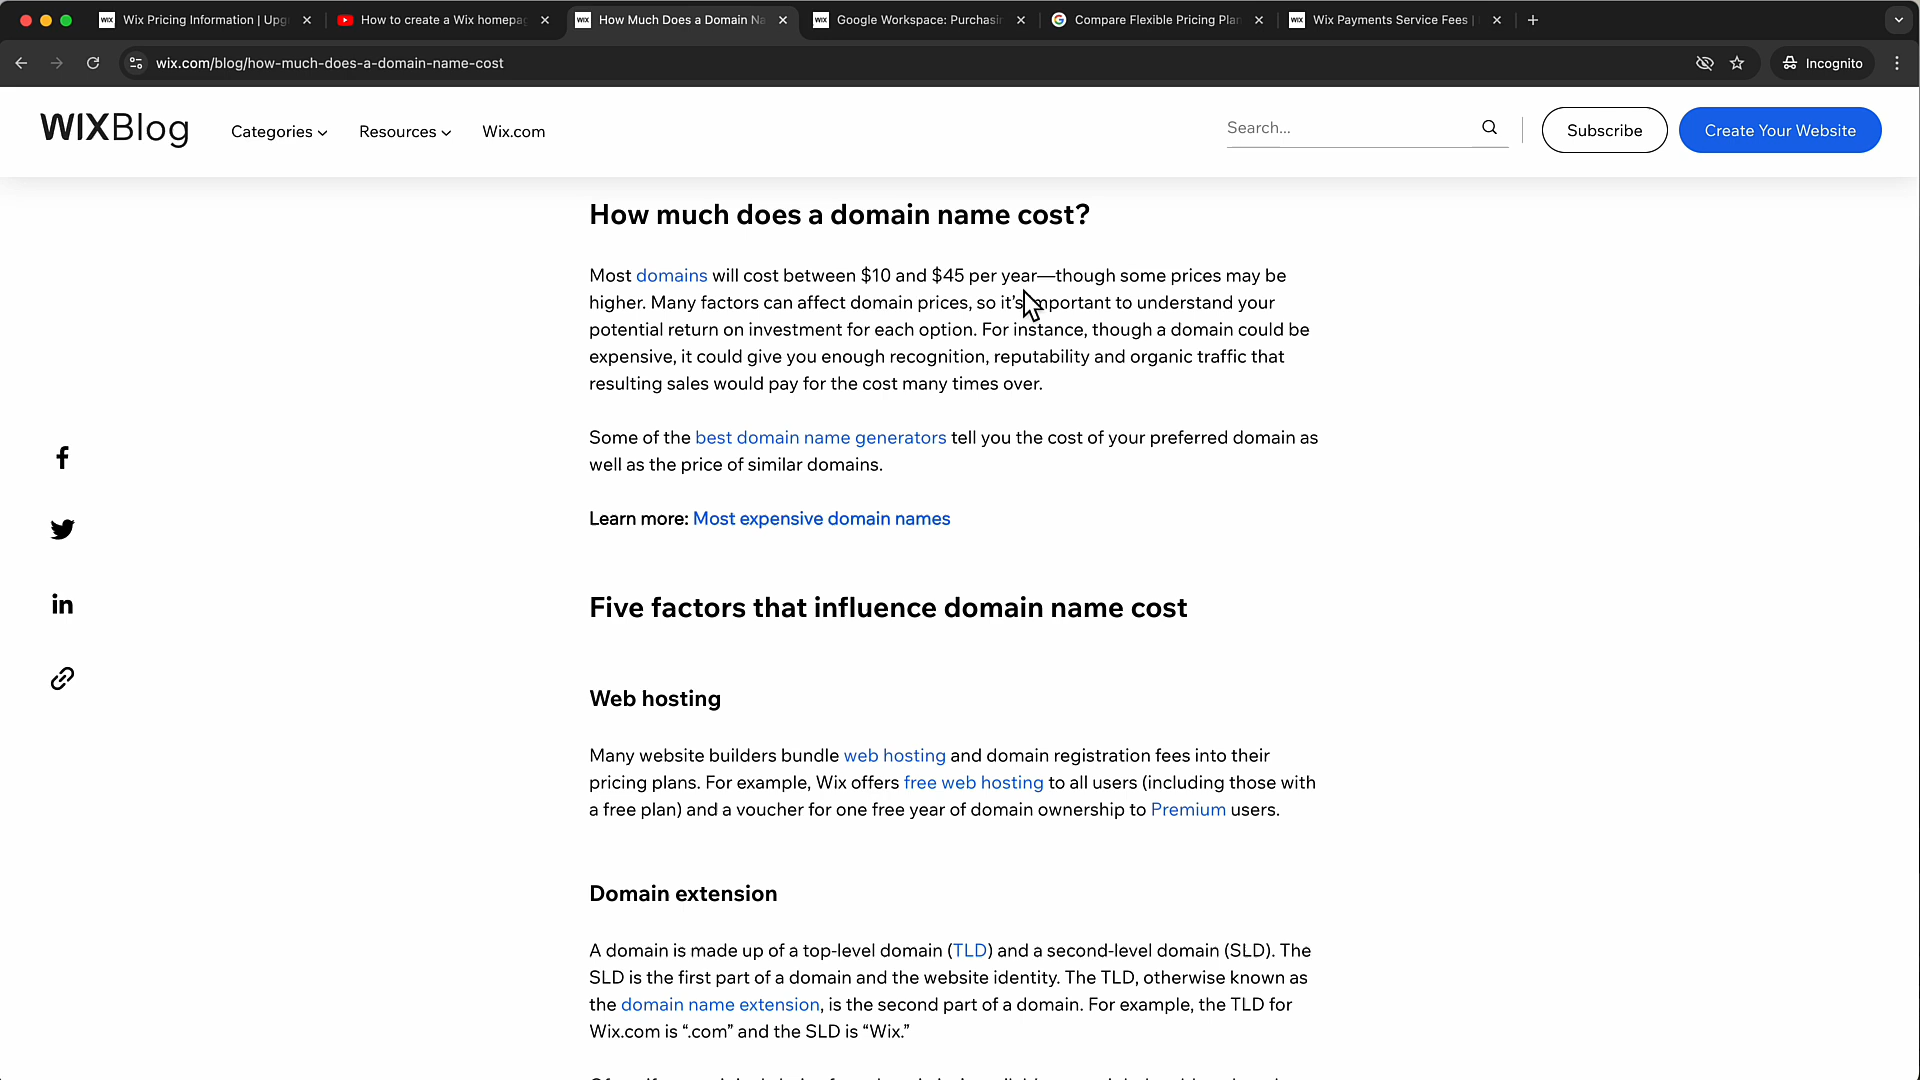 Wix Pricing Information | Upgr
How to create a Wix homepag
How Much Does a Domain Na
Google Workspace: Purchasin
Compare Flexible Pricing Plan
Wix Payments Service Fees |
wix.com/blog/how-much-does-a-domain-name-cost
Incognito
WIXBlog
Categories
Resources
Wix.com
Search...
Subscribe
Create Your Website
How much does a domain name cost?
Most domains will cost between $10 and $45 per year—though some prices may be
higher. Many factors can affect domain prices, so it's important to understand your
potential return on investment for each option. For instance, though a domain could be
expensive, it could give you enough recognition, reputability and organic traffic that
resulting sales would pay for the cost many times over.
Some of the best domain name generators tell you the cost of your preferred domain as
well as the price of similar domains.
Learn more: Most expensive domain names
Five factors that influence domain name cost
Web hosting
Many website builders bundle web hosting and domain registration fees into their
pricing plans. For example, Wix offers free web hosting to all users (including those with
a free plan) and a voucher for one free year of domain ownership to Premium users.
Domain extension
A domain is made up of a top-level domain (TLD) and a second-level domain (SLD). The
SLD is the first part of a domain and the website identity. The TLD, otherwise known as
the domain name extension, is the second part of a domain. For example, the TLD for
Wix.com is “.com” and the SLD is “Wix.”